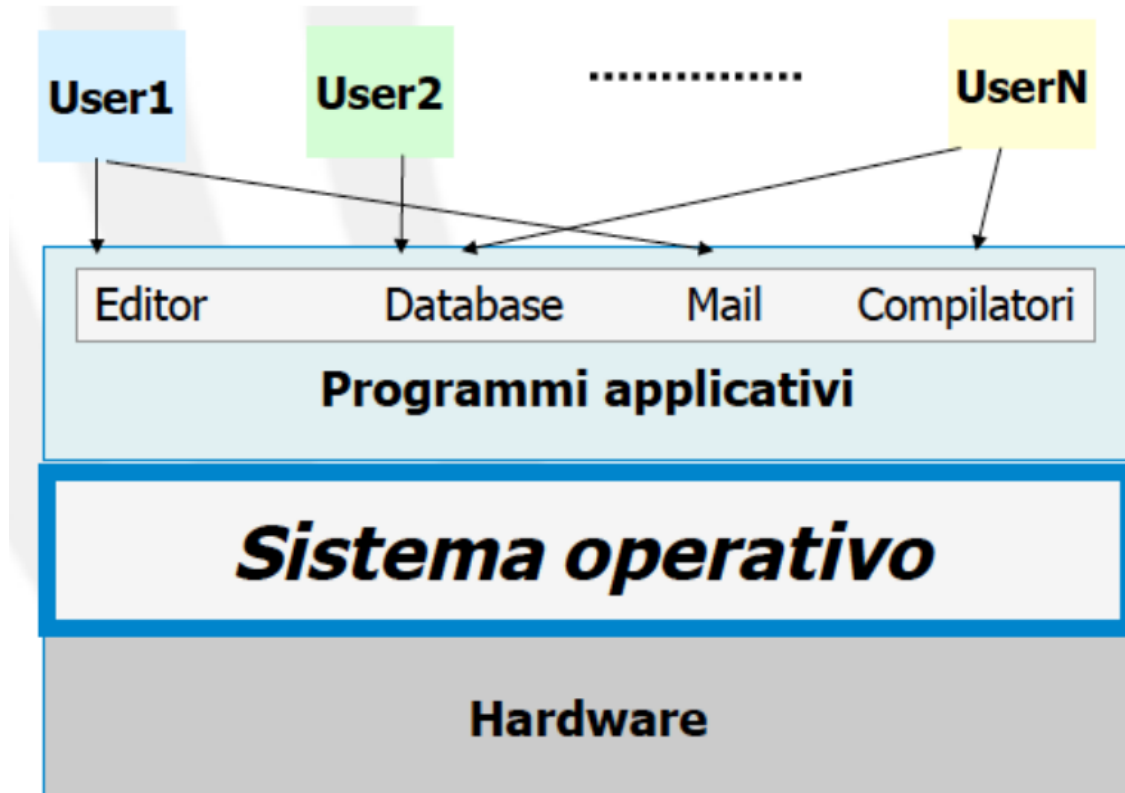 User1 User2 UserN
Editor Database Mail Compilatori
Programmi applicativi
Sistema operativo
Hardware